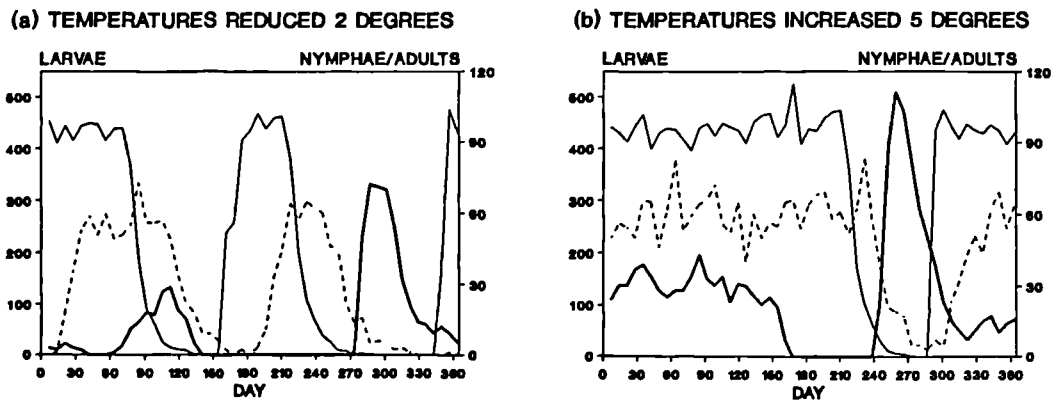 (a) TEMPERATURES REDUCED 2 DEGREES
LARVAE NYMPHAE/ADULTS
500
400
300
200
100
0
120
90
60
30
0
0 30 60 90 120 150 180 210 240 270 300 330 360
DAY
(b) TEMPERATURES INCREASED 5 DEGREES
LARVAE NYMPHAE/ADULTS
500
400
300
200
100
0
120
90
60
30
0
0 30 60 90 120 150 180 210 240 270 300 330 360
DAY